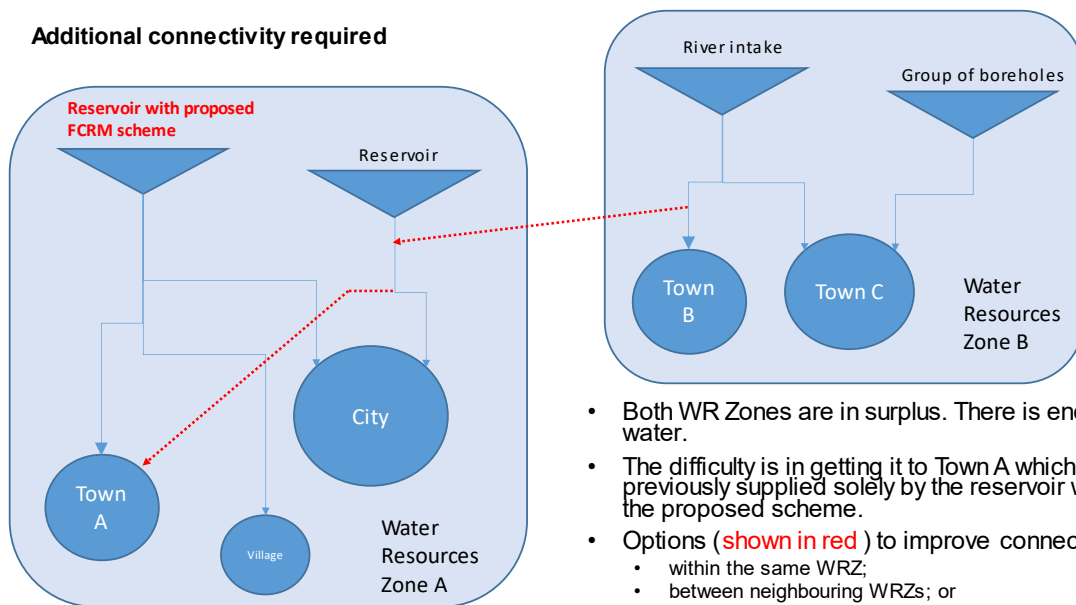 Additional connectivity required
Reservoir with proposed
FCRM scheme
Reservoir
Town
A
Village
City
Water
Resources
Zone A
River intake
Group of boreholes
Town
B
Town C
Water
Resources
Zone B
• Both WR Zones are in surplus. There is
water.
• The difficulty is in getting it to Town A which
previously supplied solely by the reservoir
the proposed scheme.
• Options (shown in red ) to improve
• within the same WRZ;
• between neighbouring WRZs; or